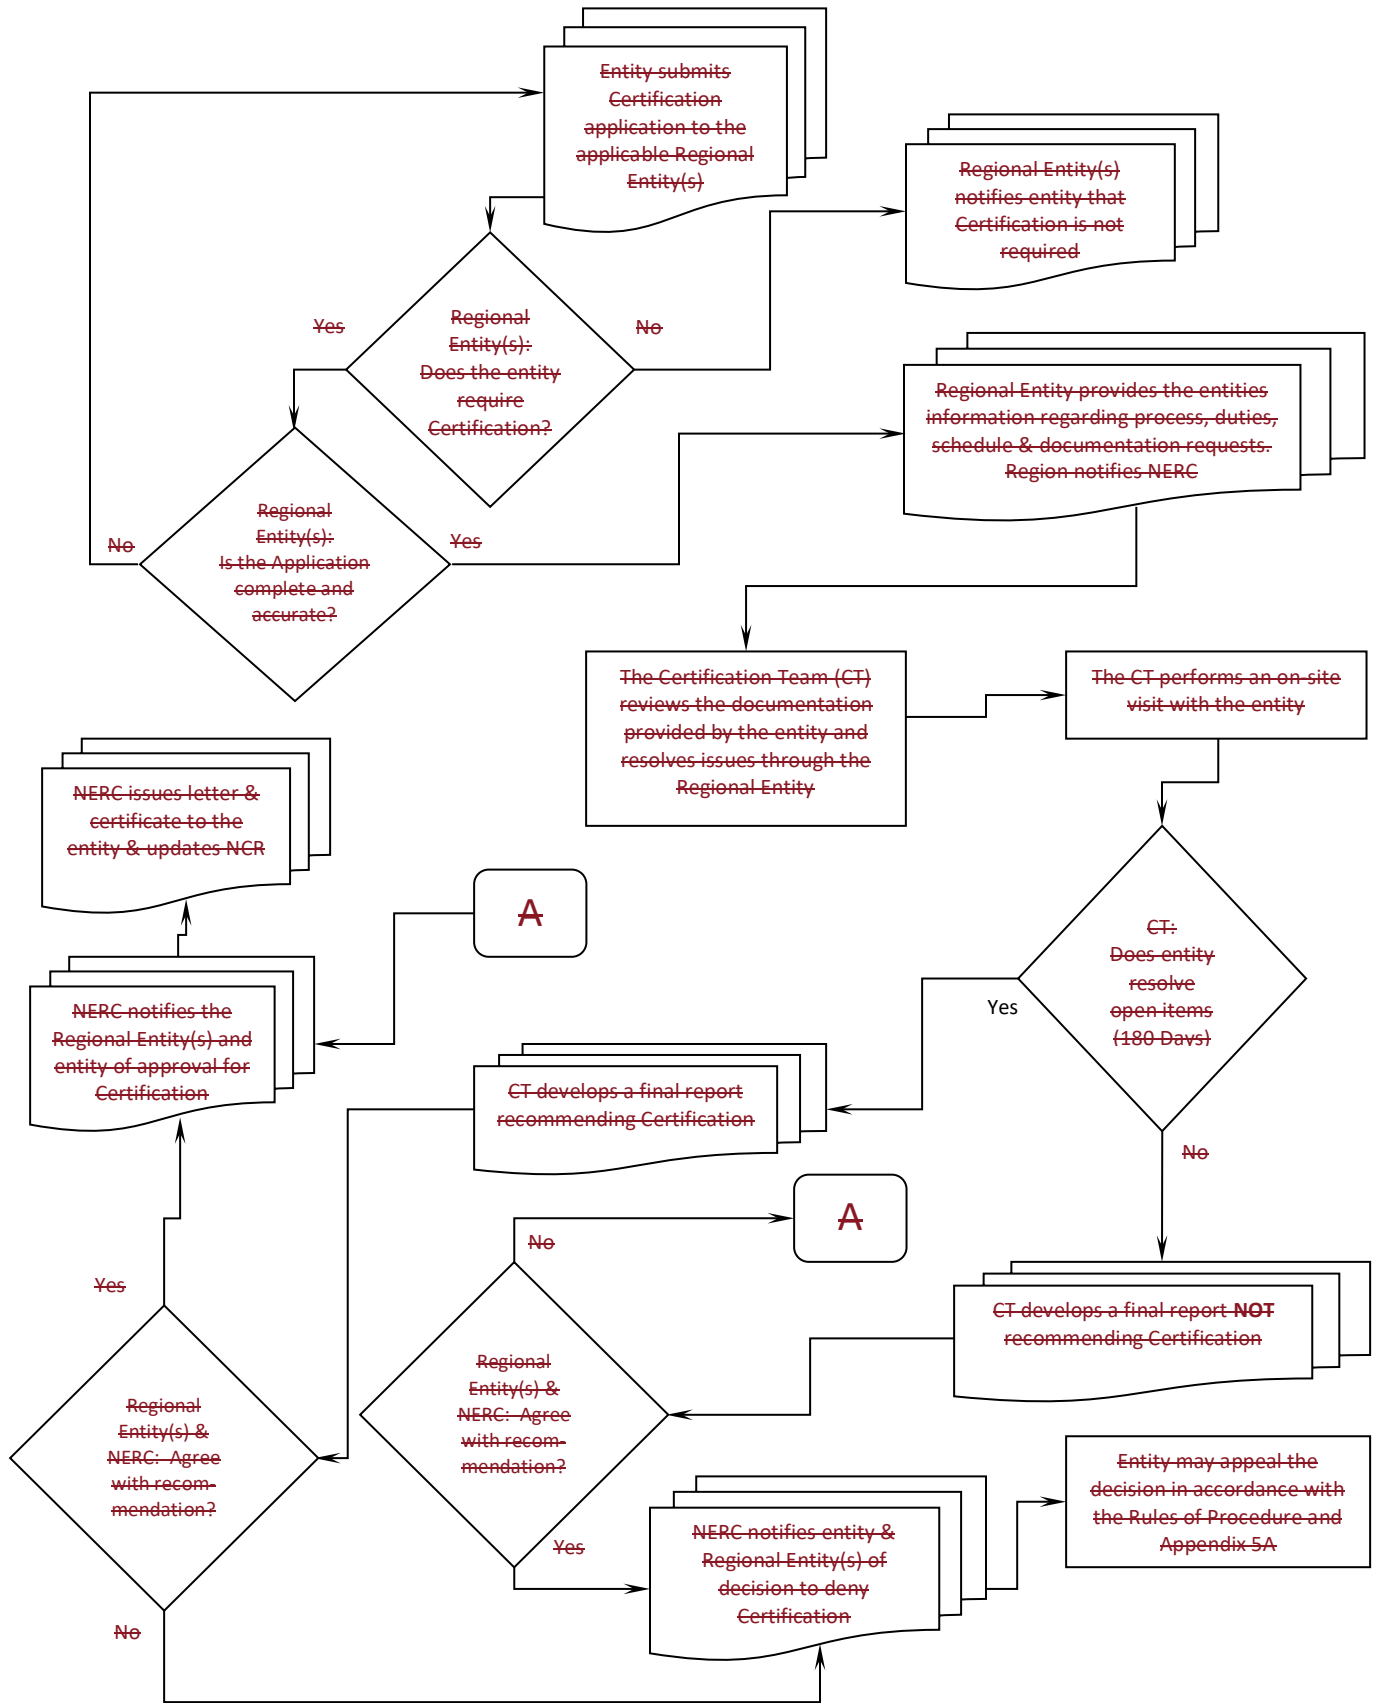 Entity submits
Certification
application to the
applicable Regional
Entity(s)
Regional Entity(s)
notifies entity that
Certification is not
required
Yes
Regional
Entity(s):
Does the entity
require
Certification?
No
Regional Entity provides the entities
information regarding process, duties,
schedule & documentation requests.
Region notifies NERC
No
Regional
Entity(s):
Is the Application
complete and
accurate?
Yes
The Certification Team (CT)
reviews the documentation
provided by the entity and
resolves issues through the
Regional Entity
The CT performs an on-site
visit with the entity
NERC issues letter &
certificate to the
entity & updates NCR
A
CT:
Does entity
resolve
open items
(180 Days)
Yes
NERC notifies the
Regional Entity(s) and
entity of approval for
Certification
CT develops a final report
recommending Certification
No
A
No
Yes
CT develops a final report NOT
recommending Certification
Regional
Entity(s) &
NERC:  Agree
with recom-
mendation?
Regional
Entity(s) &
NERC:  Agree
with recom-
mendation?
Entity may appeal the
decision in accordance with
the Rules of Procedure and
Appendix 5A
Yes
NERC notifies entity &
Regional Entity(s) of
decision to deny
Certification
No